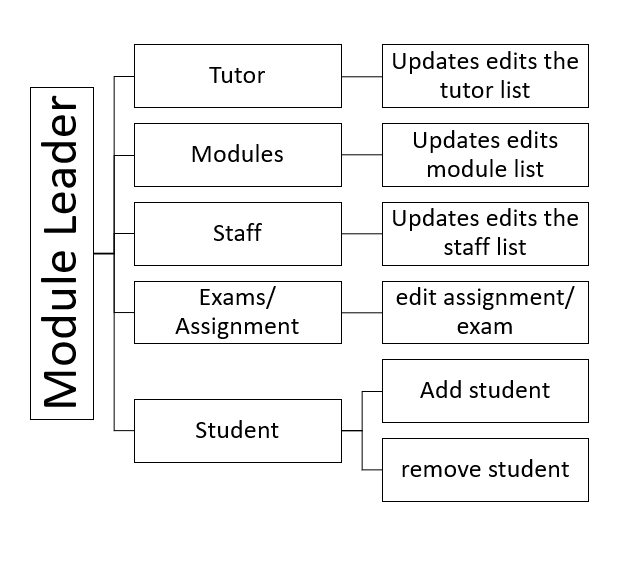 Module Leader
Tutor
Updates edits the
tutor list
Modules
Updates edits
module list
Staff
Updates edits the
staff list
Exams/
Assignment
edit assignment/
exam
Student
Add student
remove student